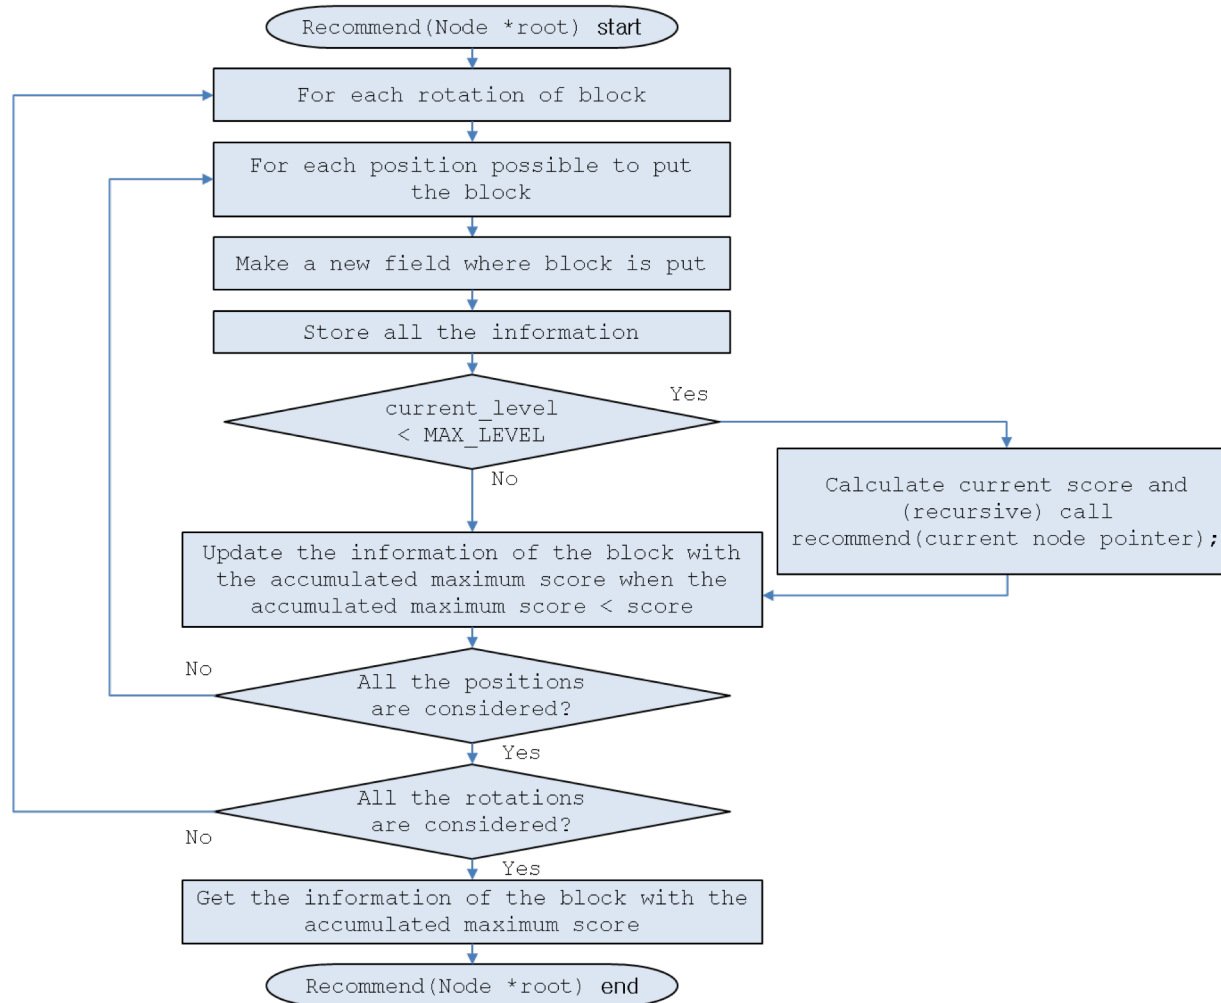 Recommend(Node *root) start
For each rotation of block
For each position possible to put
the block
Make a new field where block is put
Store all the information
current_level
< MAX_LEVEL
Yes
No
Calculate current score and
(recursive) call
recommend(current node pointer);
Update the information of the block with
the accumulated maximum score when the
accumulated maximum score < score
No
All the positions
are considered?
Yes
All the rotations
are considered?
No
Yes
Get the information of the block with the
accumulated maximum score
Recommend(Node *root) end